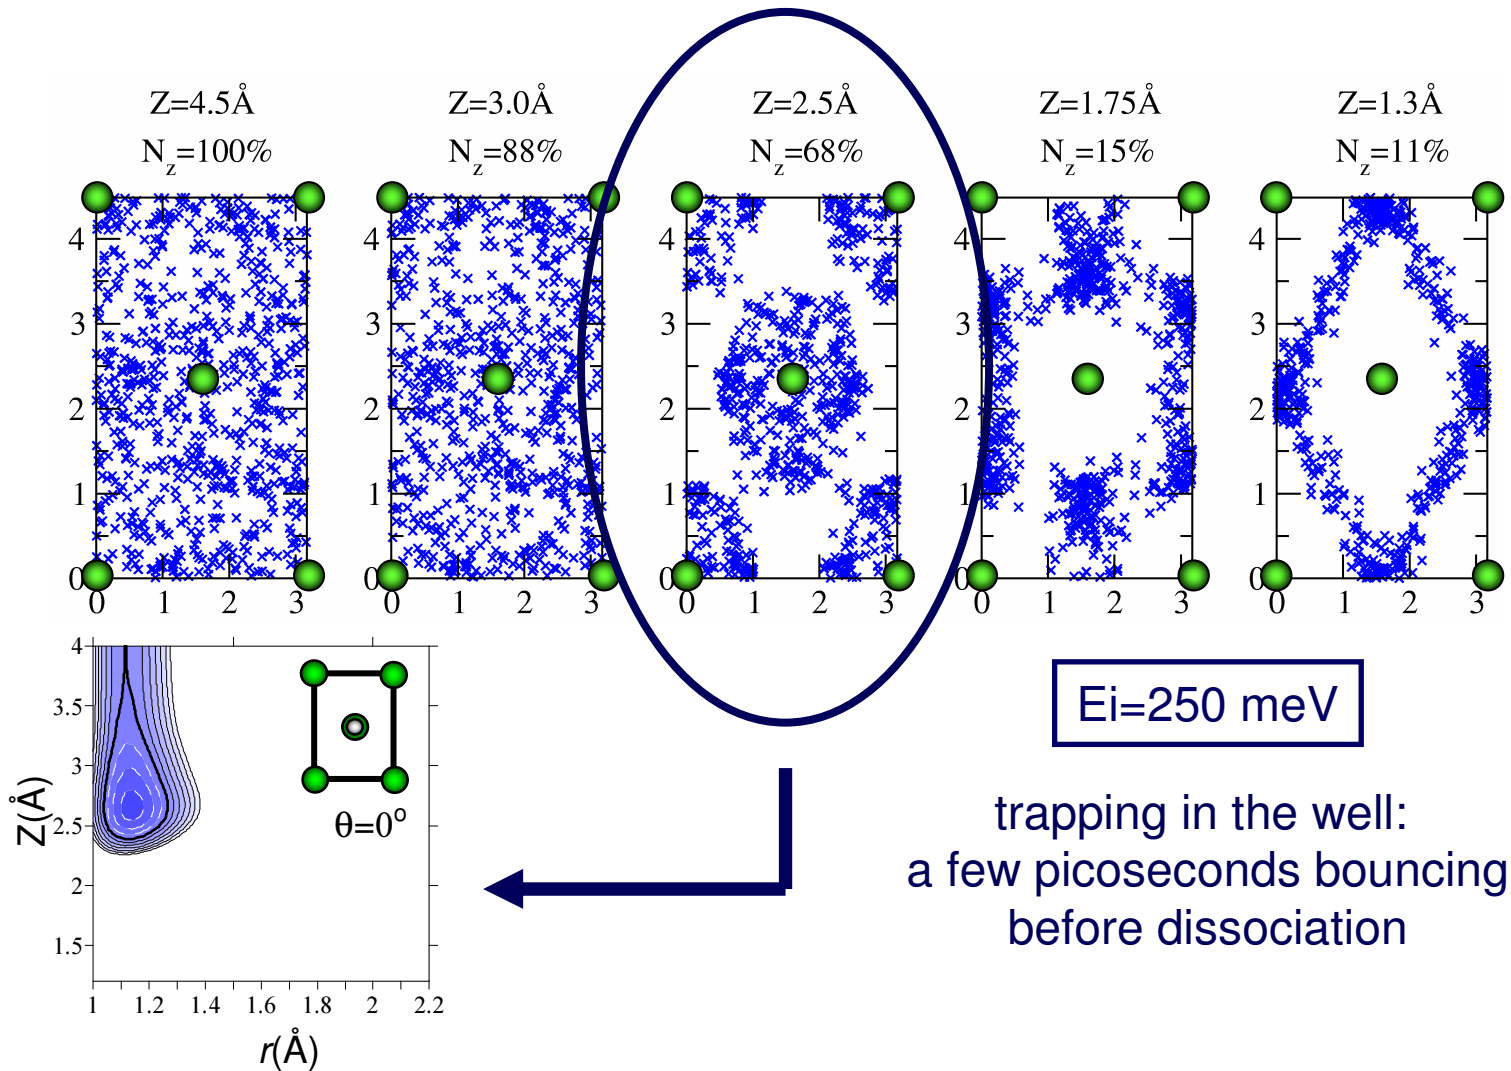 Z=4.5Å
N_z=100%
Z=3.0Å
N_z=88%
Z=2.5Å
N_z=68%
Z=1.75Å
N_z=15%
Z=1.3Å
N_z=11%
4
3
2
1
0
0 1 2 3
4
3
2
1
0
0 1 2 3
4
3
2
1
0
0 1 2 3
4
3
2
1
0
0 1 2 3
4
3
2
1
0
0 1 2 3
4
3.5
3
2.5
2
1.5
Z(Å)
1 1.2 1.4 1.6 1.8 2 2.2
r(Å)
θ=0°
Ei=250 meV
trapping in the well:
a few picoseconds bouncing
before dissociation